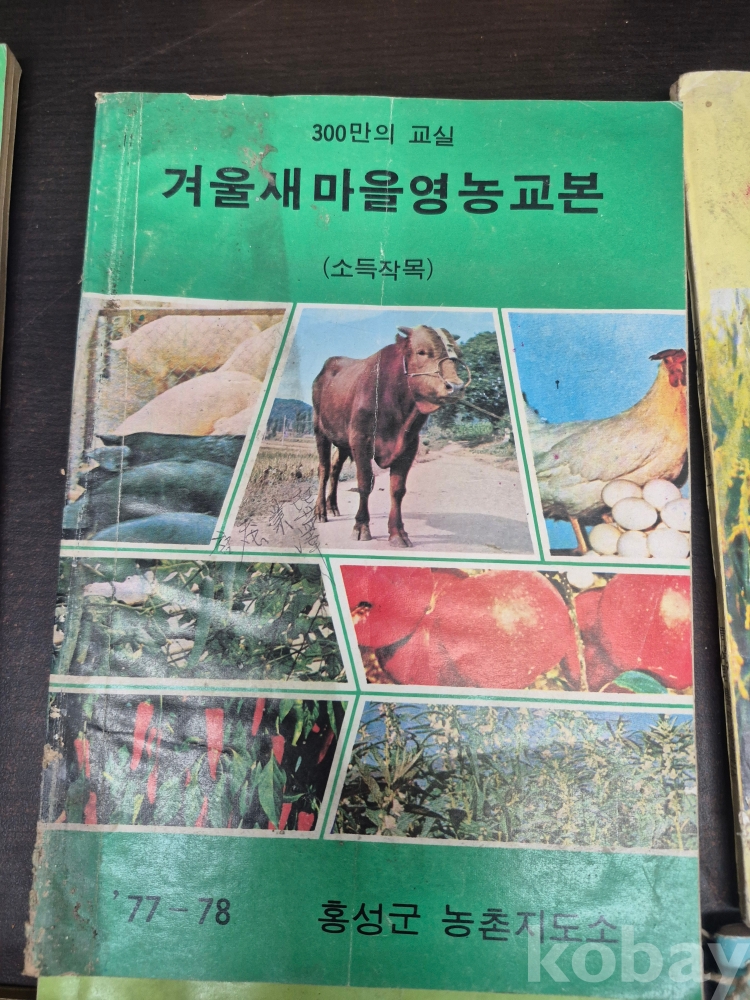 300만의 교실
겨울새마을영농교본
(소득작목)
'77-78 홍성군 농촌지도소
kobay